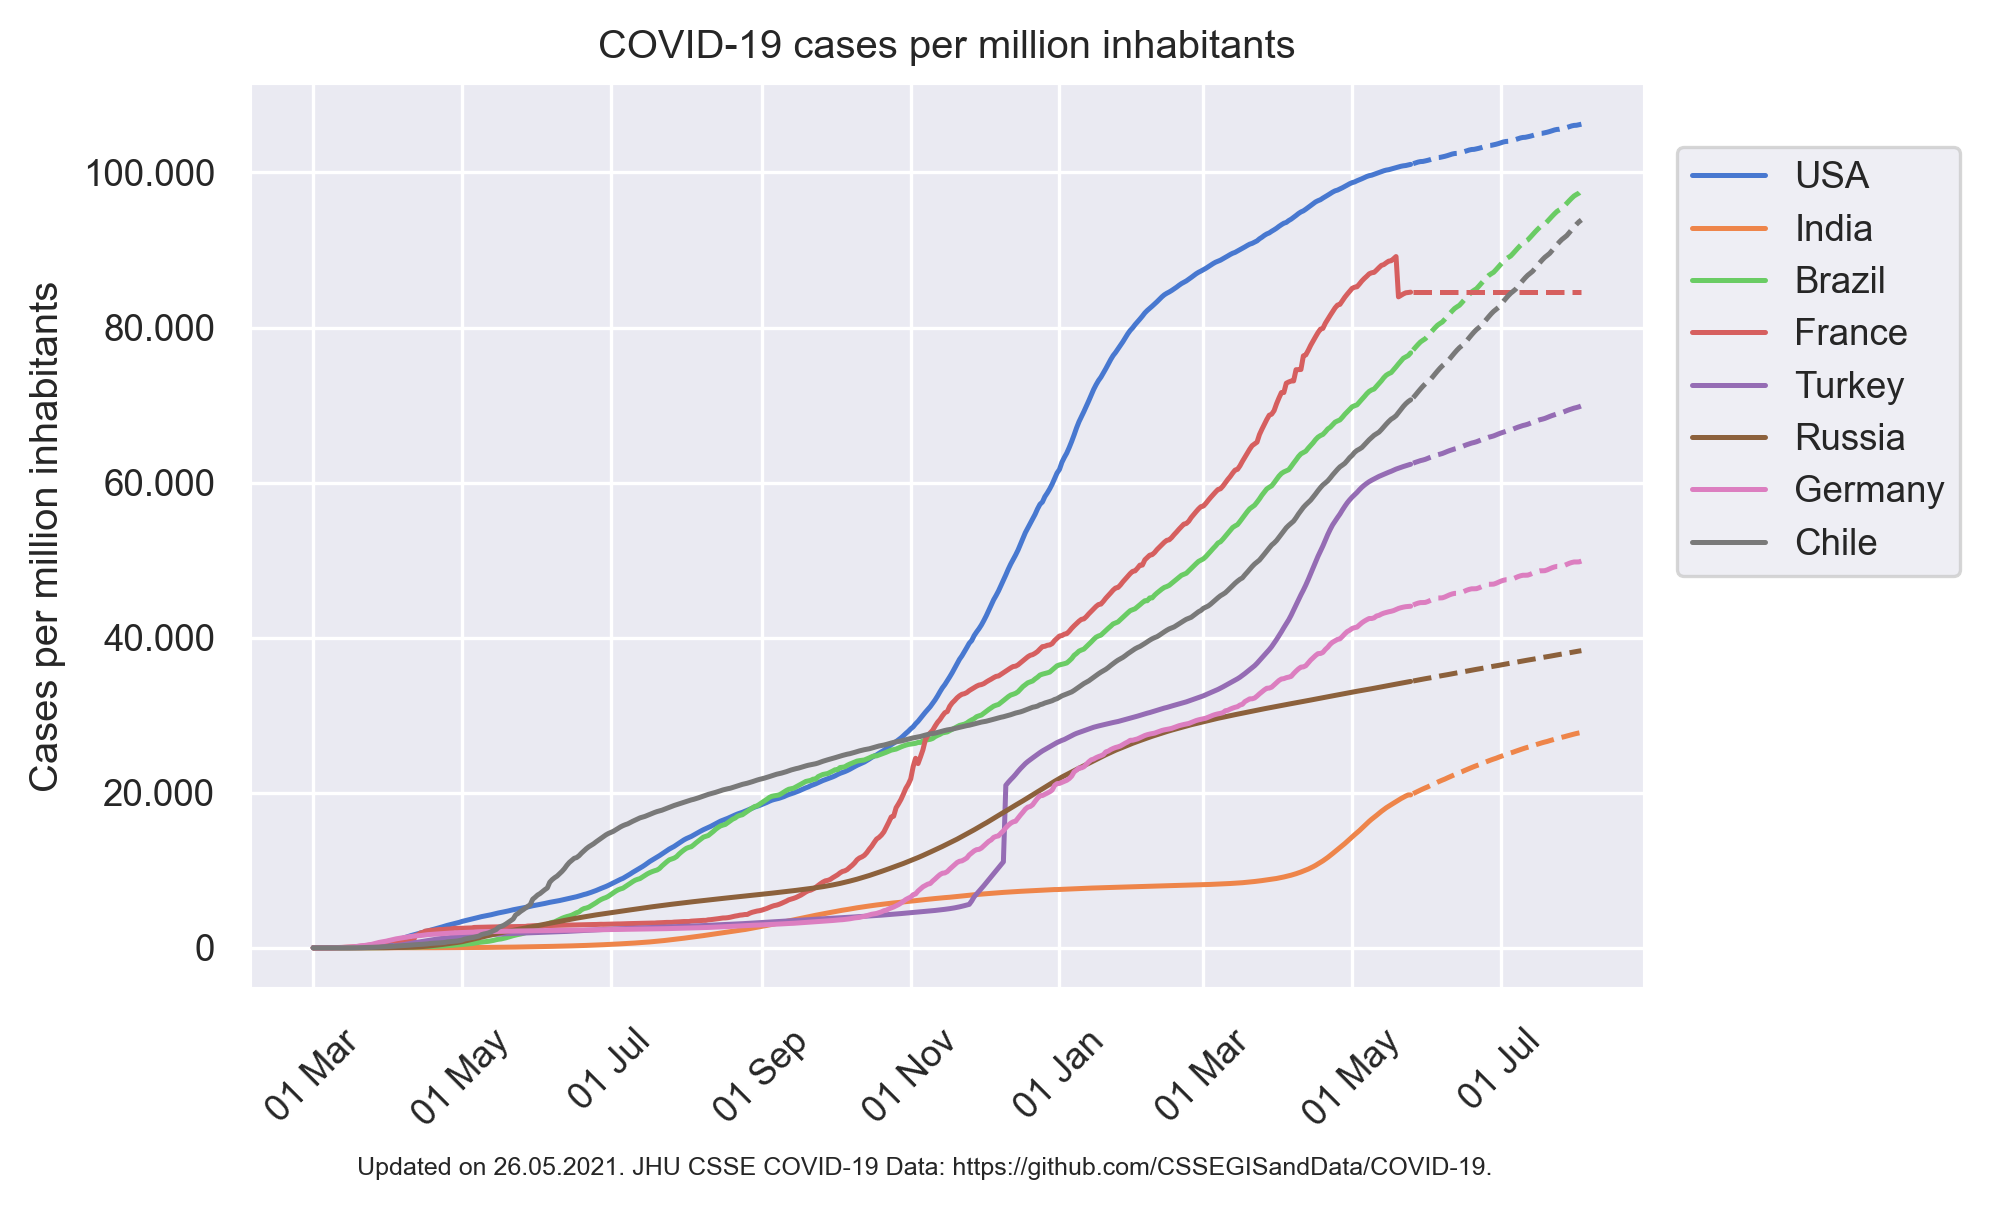 COVID-19 cases per million inhabitants
Cases per million inhabitants
100.000
80.000
60.000
40.000
20.000
0
01 Mar
01 May
01 Jul
01 Sep
01 Nov
01 Jan
01 Mar
01 May
01 Jul
USA
India
Brazil
France
Turkey
Russia
Germany
Chile
Updated on 26.05.2021. JHU CSSE COVID-19 Data: https://github.com/CSSEGISandData/COVID-19.